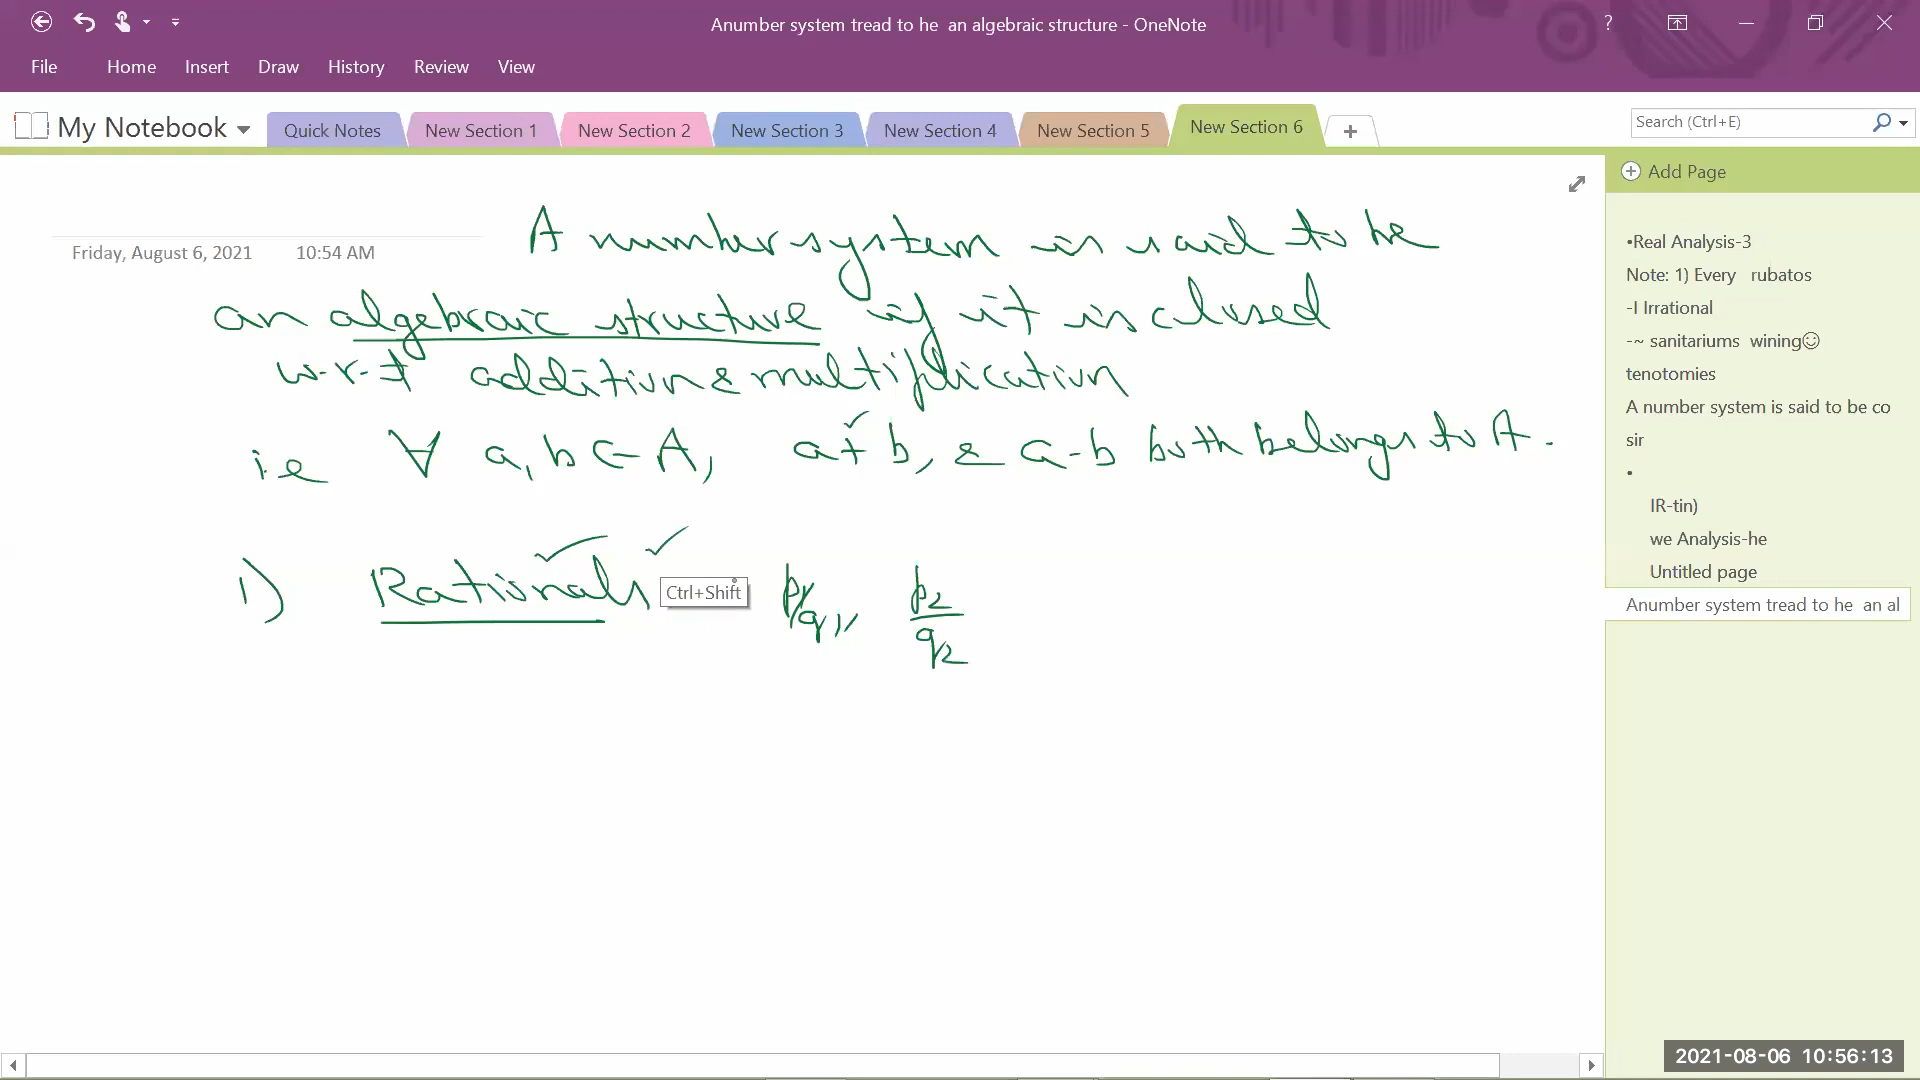 Anumber system tread to he an algebraic structure - OneNote
?
File Home Insert Draw History Review View
My Notebook Quick Notes New Section 1 New Section 2 New Section 3 New Section 4 New Section 5 New Section 6 +
Search (Ctrl+E)
Add Page
Friday, August 6, 2021 10:54 AM
A number system is said to be
an algebraic structure if it is closed
w.r.t addition & multiplication
i.e ∀ a, b ∈ A, a + b, & a - b both belongs to A.
1) Rationals
Ctrl+Shift
p/q1, p2/q2
•Real Analysis-3
Note: 1) Every rubatos
-I Irrational
-~ sanitariums wining☺
tenotomies
A number system is said to be co
sir
•
IR-tin)
we Analysis-he
Untitled page
Anumber system tread to he an al
2021-08-06 10:56:13